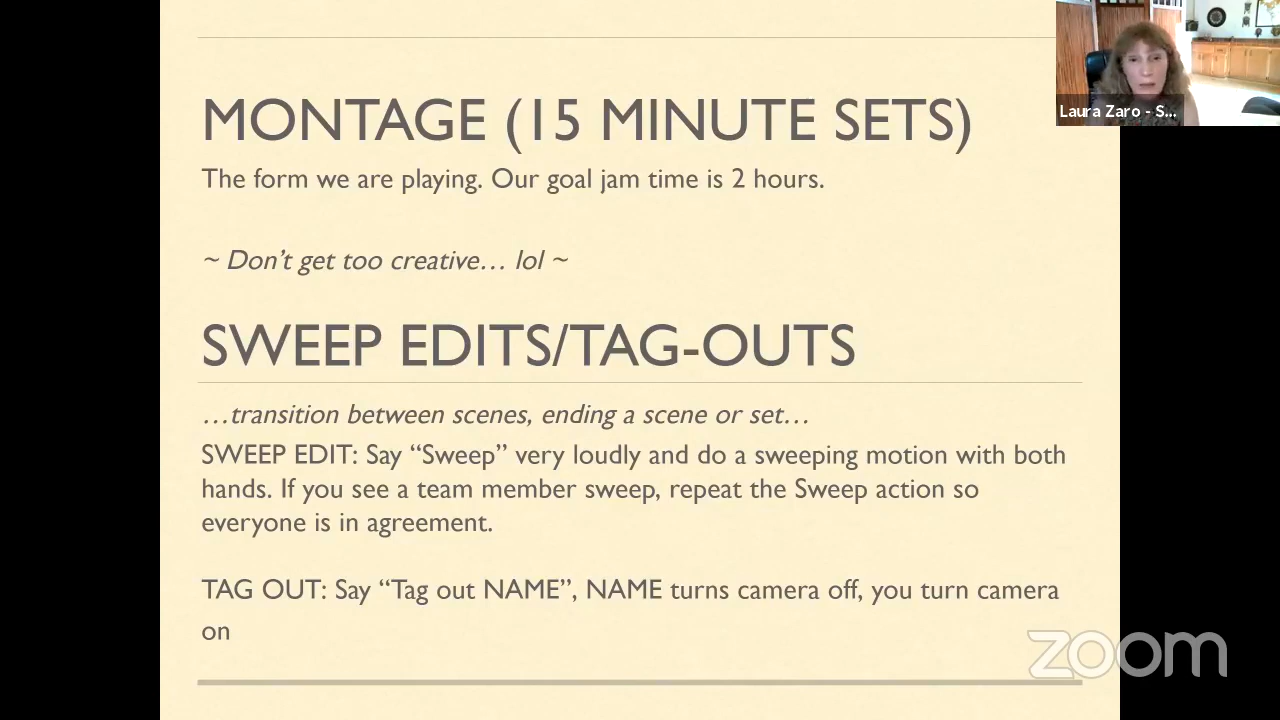 Laura Zaro - S...
MONTAGE (15 MINUTE SETS)
The form we are playing. Our goal jam time is 2 hours.
~ Don’t get too creative… lol ~
SWEEP EDITS/TAG-OUTS
…transition between scenes, ending a scene or set…
SWEEP EDIT: Say “Sweep” very loudly and do a sweeping motion with both
hands. If you see a team member sweep, repeat the Sweep action so
everyone is in agreement.
TAG OUT: Say “Tag out NAME”, NAME turns camera off, you turn camera
on
zoom